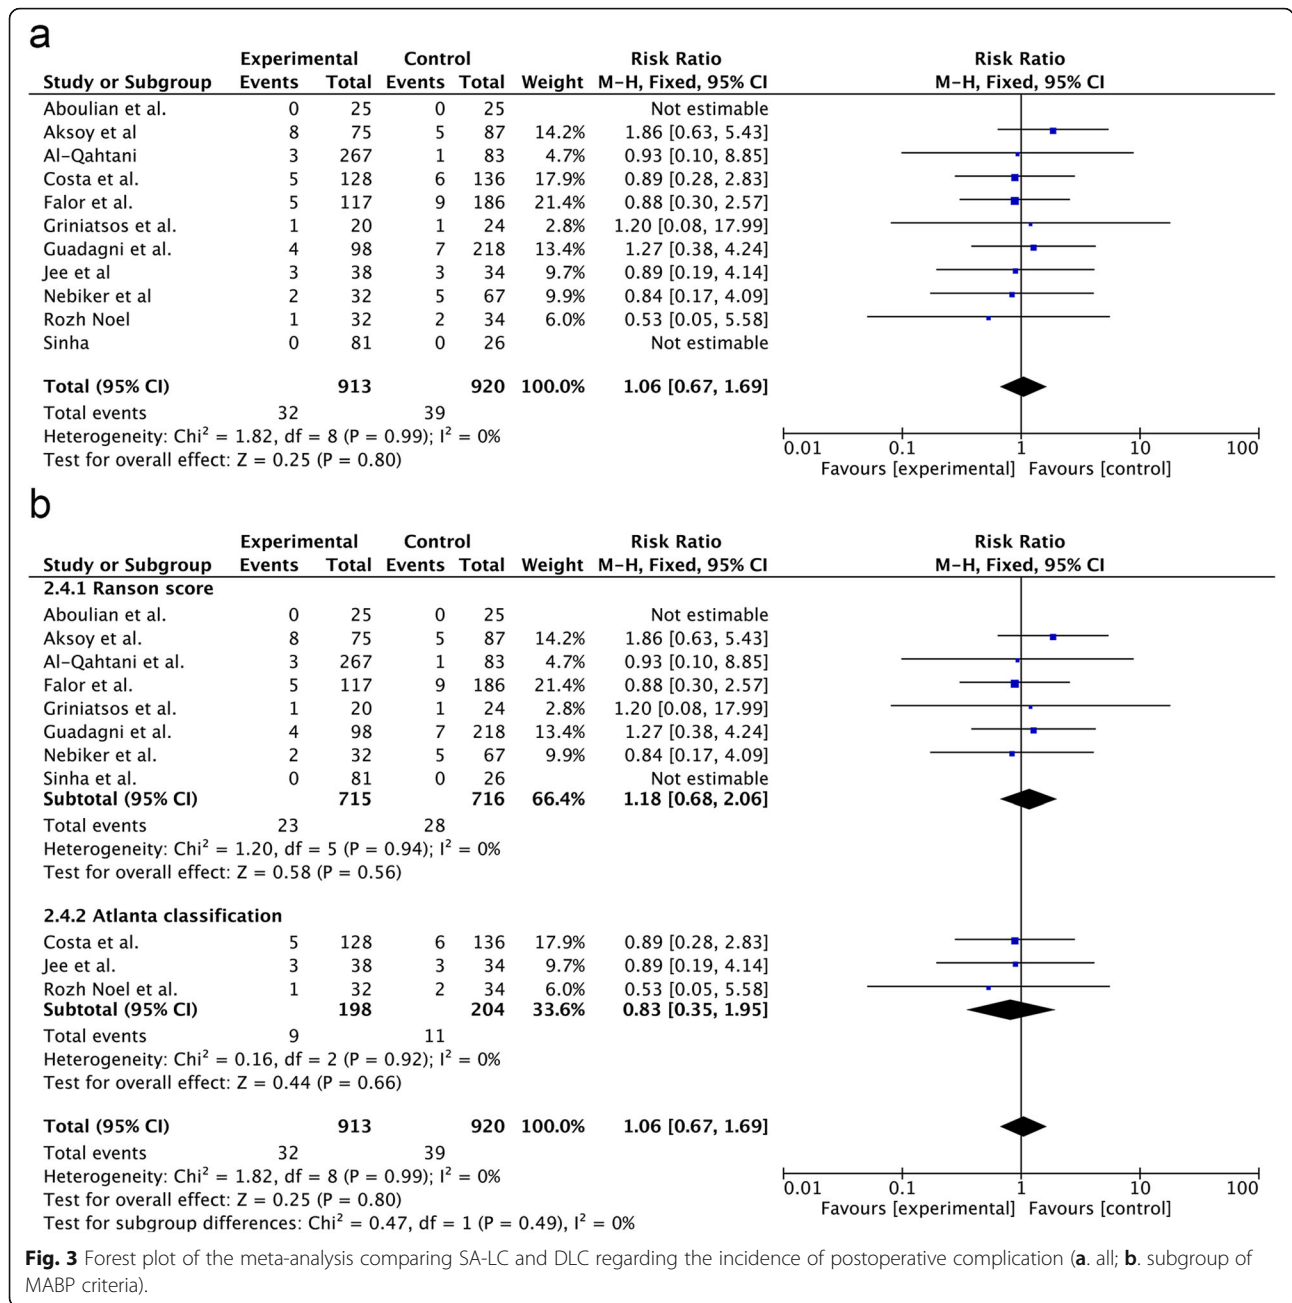 a
Experimental Control Risk Ratio Risk Ratio
Study or Subgroup Events Total Events Total Weight M-H, Fixed, 95% CI M-H, Fixed, 95% CI
Aboulian et al. 0 25 0 25 Not estimable
Aksoy et al 8 75 5 87 14.2% 1.86 [0.63, 5.43]
Al-Qahtani 3 267 1 83 4.7% 0.93 [0.10, 8.85]
Costa et al. 5 128 6 136 17.9% 0.89 [0.28, 2.83]
Falor et al. 5 117 9 186 21.4% 0.88 [0.30, 2.57]
Griniatsos et al. 1 20 1 24 2.8% 1.20 [0.08, 17.99]
Guadagni et al. 4 98 7 218 13.4% 1.27 [0.38, 4.24]
Jee et al 3 38 3 34 9.7% 0.89 [0.19, 4.14]
Nebiker et al 2 32 5 67 9.9% 0.84 [0.17, 4.09]
Rozh Noel 1 32 2 34 6.0% 0.53 [0.05, 5.58]
Sinha 0 81 0 26 Not estimable
Total (95% CI) 913 920 100.0% 1.06 [0.67, 1.69]
Total events 32 39
Heterogeneity: Chi² = 1.82, df = 8 (P = 0.99); I² = 0%
Test for overall effect: Z = 0.25 (P = 0.80)
0.01 0.1 1 10 100
Favours [experimental] Favours [control]
b
Experimental Control Risk Ratio Risk Ratio
Study or Subgroup Events Total Events Total Weight M-H, Fixed, 95% CI M-H, Fixed, 95% CI
2.4.1 Ranson score
Aboulian et al. 0 25 0 25 Not estimable
Aksoy et al. 8 75 5 87 14.2% 1.86 [0.63, 5.43]
Al-Qahtani et al. 3 267 1 83 4.7% 0.93 [0.10, 8.85]
Falor et al. 5 117 9 186 21.4% 0.88 [0.30, 2.57]
Griniatsos et al. 1 20 1 24 2.8% 1.20 [0.08, 17.99]
Guadagni et al. 4 98 7 218 13.4% 1.27 [0.38, 4.24]
Nebiker et al. 2 32 5 67 9.9% 0.84 [0.17, 4.09]
Sinha et al. 0 81 0 26 Not estimable
Subtotal (95% CI) 715 716 66.4% 1.18 [0.68, 2.06]
Total events 23 28
Heterogeneity: Chi² = 1.20, df = 5 (P = 0.94); I² = 0%
Test for overall effect: Z = 0.58 (P = 0.56)
2.4.2 Atlanta classification
Costa et al. 5 128 6 136 17.9% 0.89 [0.28, 2.83]
Jee et al. 3 38 3 34 9.7% 0.89 [0.19, 4.14]
Rozh Noel et al. 1 32 2 34 6.0% 0.53 [0.05, 5.58]
Subtotal (95% CI) 198 204 33.6% 0.83 [0.35, 1.95]
Total events 9 11
Heterogeneity: Chi² = 0.16, df = 2 (P = 0.92); I² = 0%
Test for overall effect: Z = 0.44 (P = 0.66)
Total (95% CI) 913 920 100.0% 1.06 [0.67, 1.69]
Total events 32 39
Heterogeneity: Chi² = 1.82, df = 8 (P = 0.99); I² = 0%
Test for overall effect: Z = 0.25 (P = 0.80)
Test for subgroup differences: Chi² = 0.47, df = 1 (P = 0.49), I² = 0%
0.01 0.1 1 10 100
Favours [experimental] Favours [control]
Fig. 3 Forest plot of the meta-analysis comparing SA-LC and DLC regarding the incidence of postoperative complication (a. all; b. subgroup of
MABP criteria).